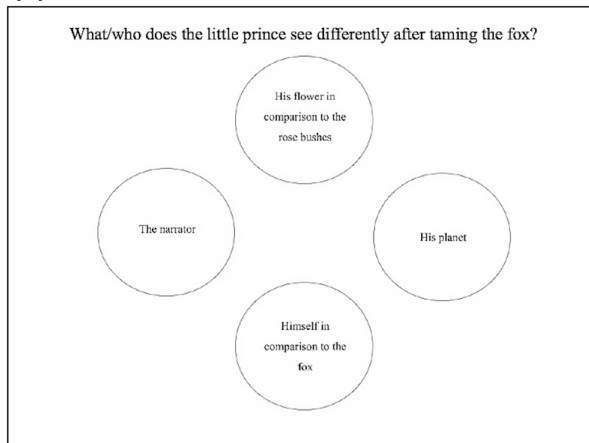 What/who does the little prince see differently after taming the fox?
His flower in
comparison to the
rose bushes
The narrator
His planet
Himself in
comparison to the
fox